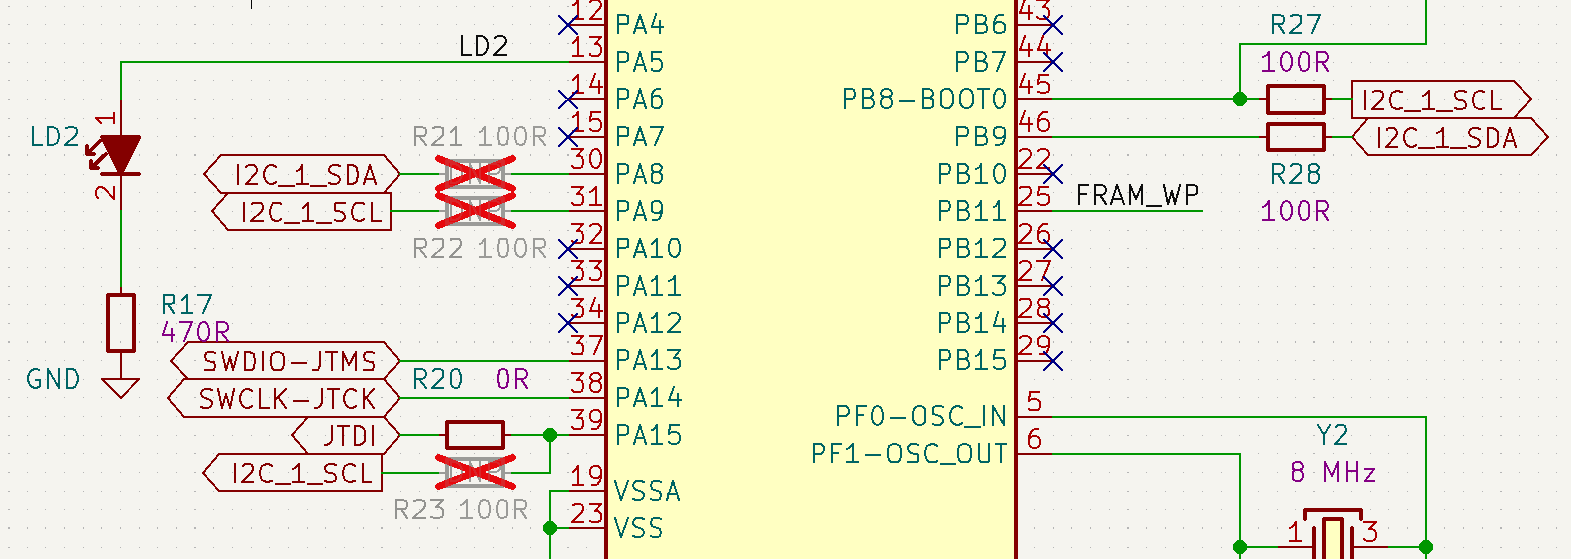 12 PA4 PB6 43
LD2 13 PA5 PB7 44
14 PA6 PB8-BOOT0 45
15 PA7 PB9 46
R27
100R
I2C_1_SCL
I2C_1_SDA
R28
100R
1
LD2
2
R21 100R
I2C_1_SDA 30 PA8 PB10 22
I2C_1_SCL 31 PA9 PB11 25 FRAM_WP
R22 100R
32 PA10 PB12 26
33 PA11 PB13 27
34 PA12 PB14 28
R17
470R
GND
SWDIO-JTMS 37 PA13 PB15 29
R20 0R
SWCLK-JTCK 38 PA14
JTDI 39 PA15
I2C_1_SCL
R23 100R
19 VSSA
23 VSS
PF0-OSC_IN 5
PF1-OSC_OUT 6
Y2
8 MHz
1 3